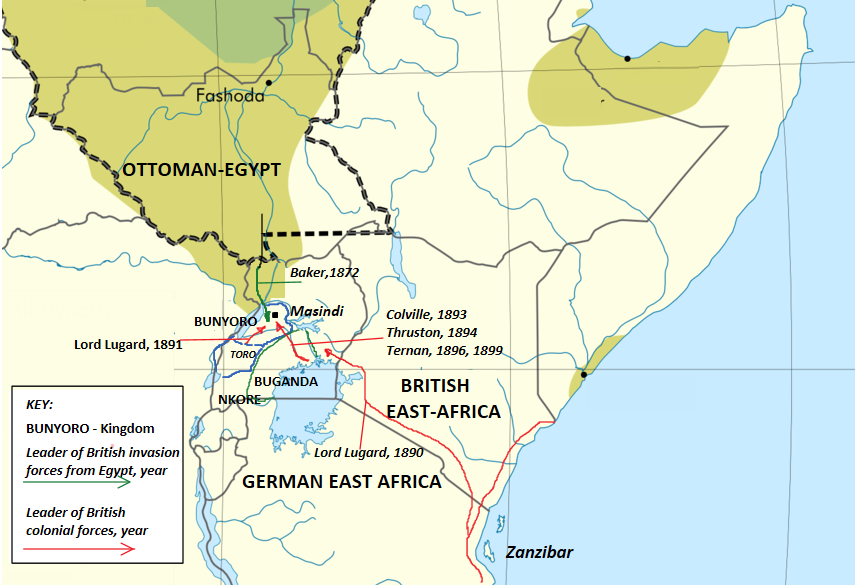 Fashoda
OTTOMAN-EGYPT
Baker,1872
Masindi
BUNYORO
Colville, 1893
Thruston, 1894
Ternan, 1896, 1899
Lord Lugard, 1891
TORO
BUGANDA
NKORE
BRITISH
EAST-AFRICA
Lord Lugard, 1890
GERMAN EAST AFRICA
Zanzibar
KEY:
BUNYORO - Kingdom
Leader of British invasion
forces from Egypt, year
Leader of British
colonial forces, year